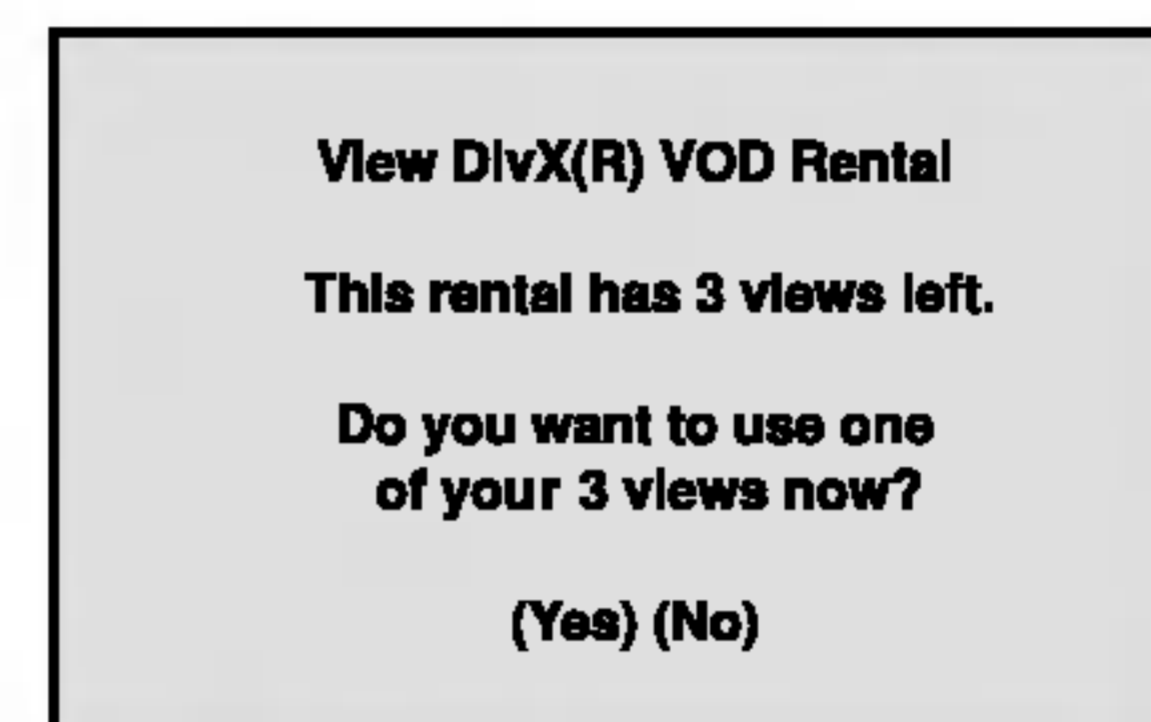 View DivX(R) VOD Rental
This rental has 3 views left.
Do you want to use one
of your 3 views now?
(Yes) (No)